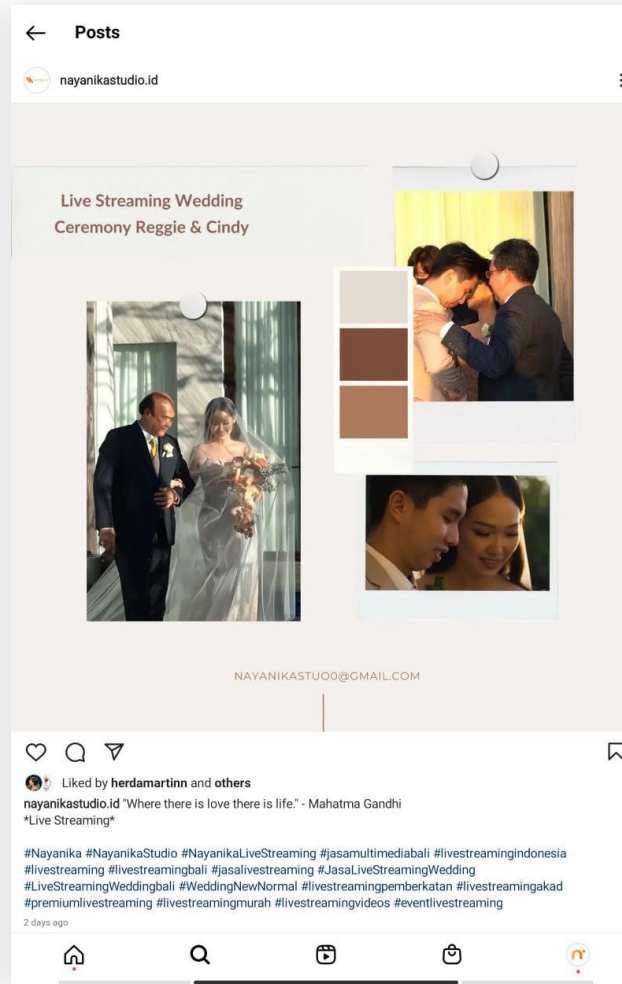 Posts
nayanikastudio.id
Live Streaming Wedding
Ceremony Reggie & Cindy
NAYANIKASTUO0@GMAIL.COM
Liked by herdamartinn and others
nayanikastudio.id "Where there is love there is life." - Mahatma Gandhi
*Live Streaming*
#Nayanika #NayanikaStudio #NayanikaLiveStreaming #jasamultimediabali #livestreamingindonesia
#livestreaming #livestreamingbali #jasalivestreaming #JasaLiveStreamingWedding
#LiveStreamingWeddingbali #WeddingNewNormal #livestreamingpemberkatan #livestreamingakad
#premiumlivestreaming #livestreamingmurah #livestreamingvideos #eventlivestreaming
2 days ago